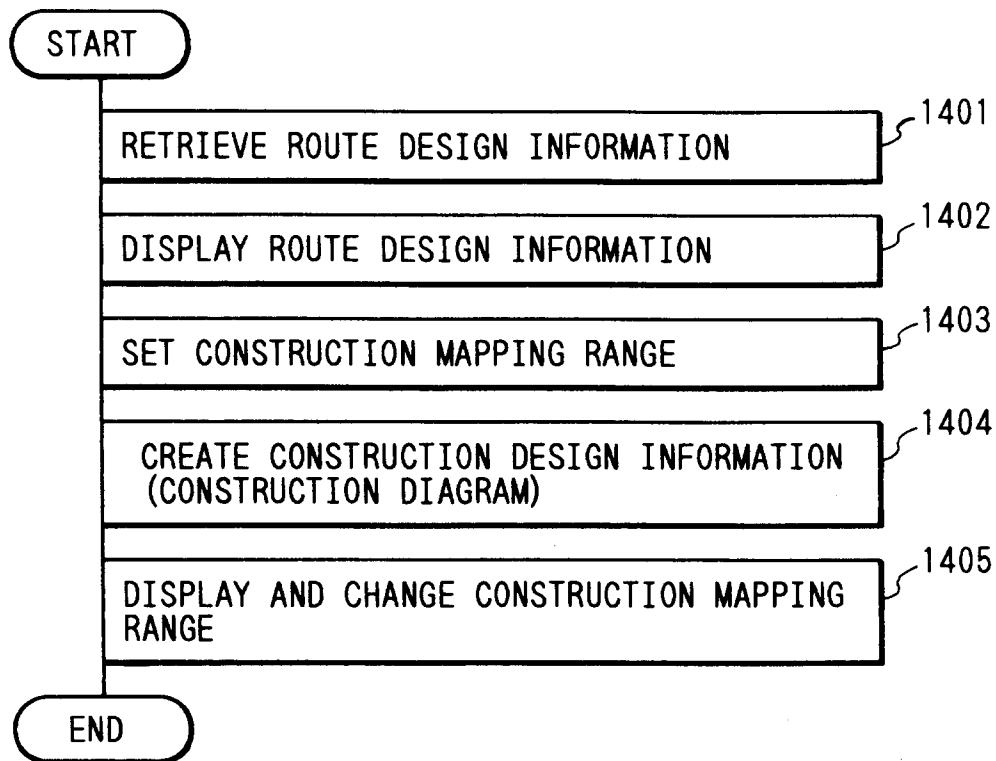 START
1401
RETRIEVE ROUTE DESIGN INFORMATION
1402
DISPLAY ROUTE DESIGN INFORMATION
1403
SET CONSTRUCTION MAPPING RANGE
1404
CREATE CONSTRUCTION DESIGN INFORMATION
(CONSTRUCTION DIAGRAM)
1405
DISPLAY AND CHANGE CONSTRUCTION MAPPING
RANGE
END